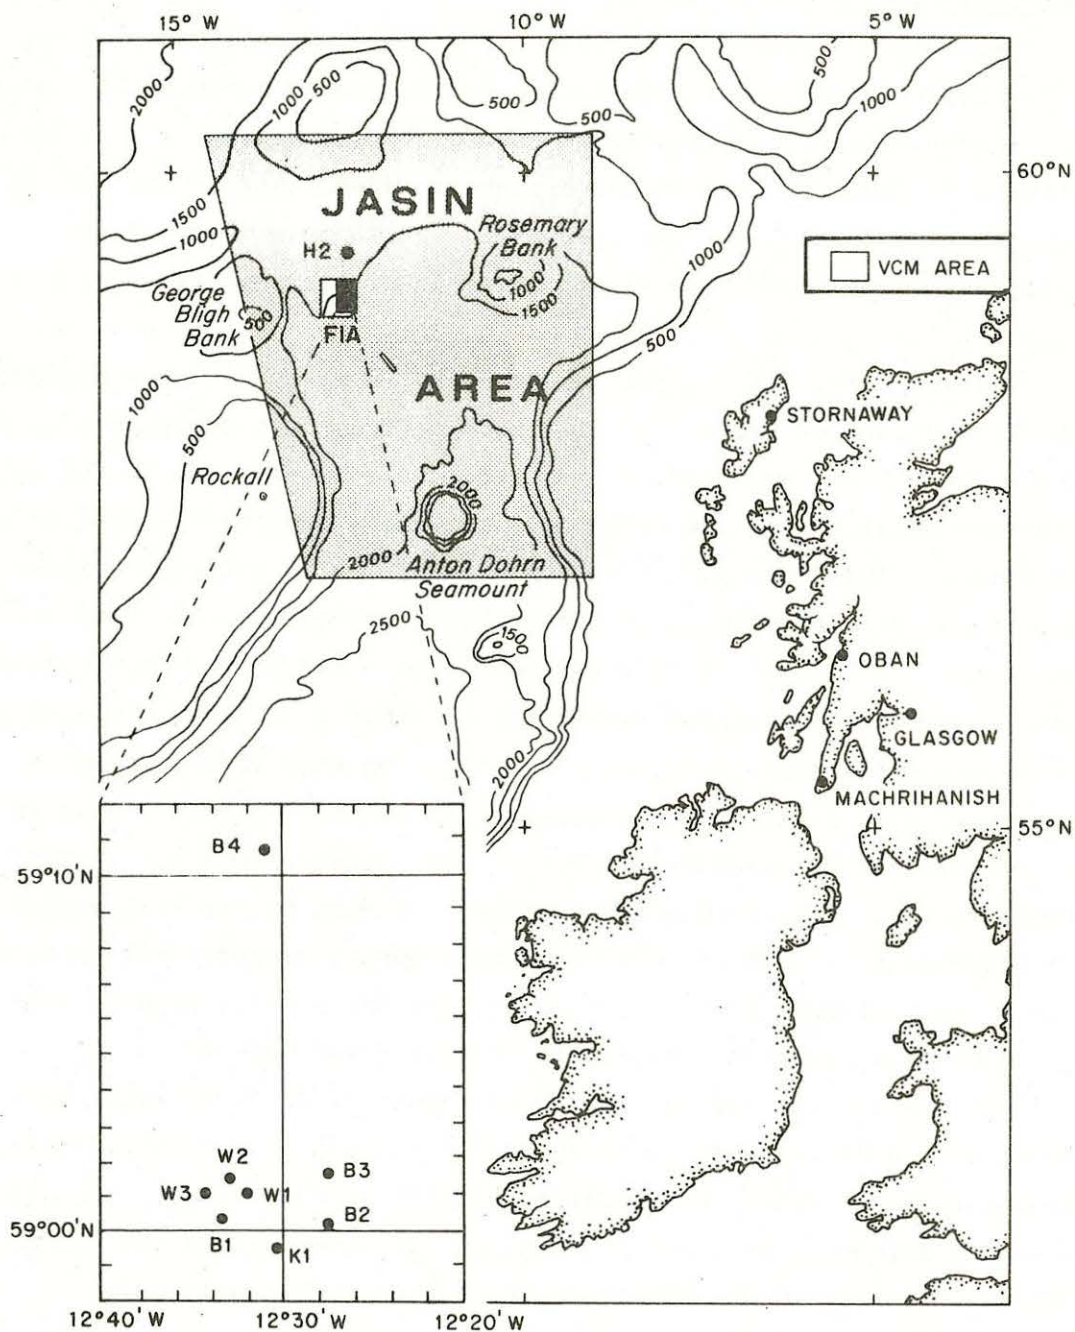 15° W
10° W
5° W
2000
1000
500
500
500
500
1000
60°N
1500
1000
JASIN
H2
Rosemary
Bank
1000
1500
1000
500
VCM AREA
George
Bligh
Bank
500
FIA
AREA
1000
500
Rockall
STORNAWAY
2000
2000
Anton Dohrn
Seamount
2500
1500
OBAN
GLASGOW
2000
MACHRIHANISH
55°N
B4
59°10'N
W2
W3
W1
B3
B2
59°00'N
B1
K1
12°40'W
12°30'W
12°20'W